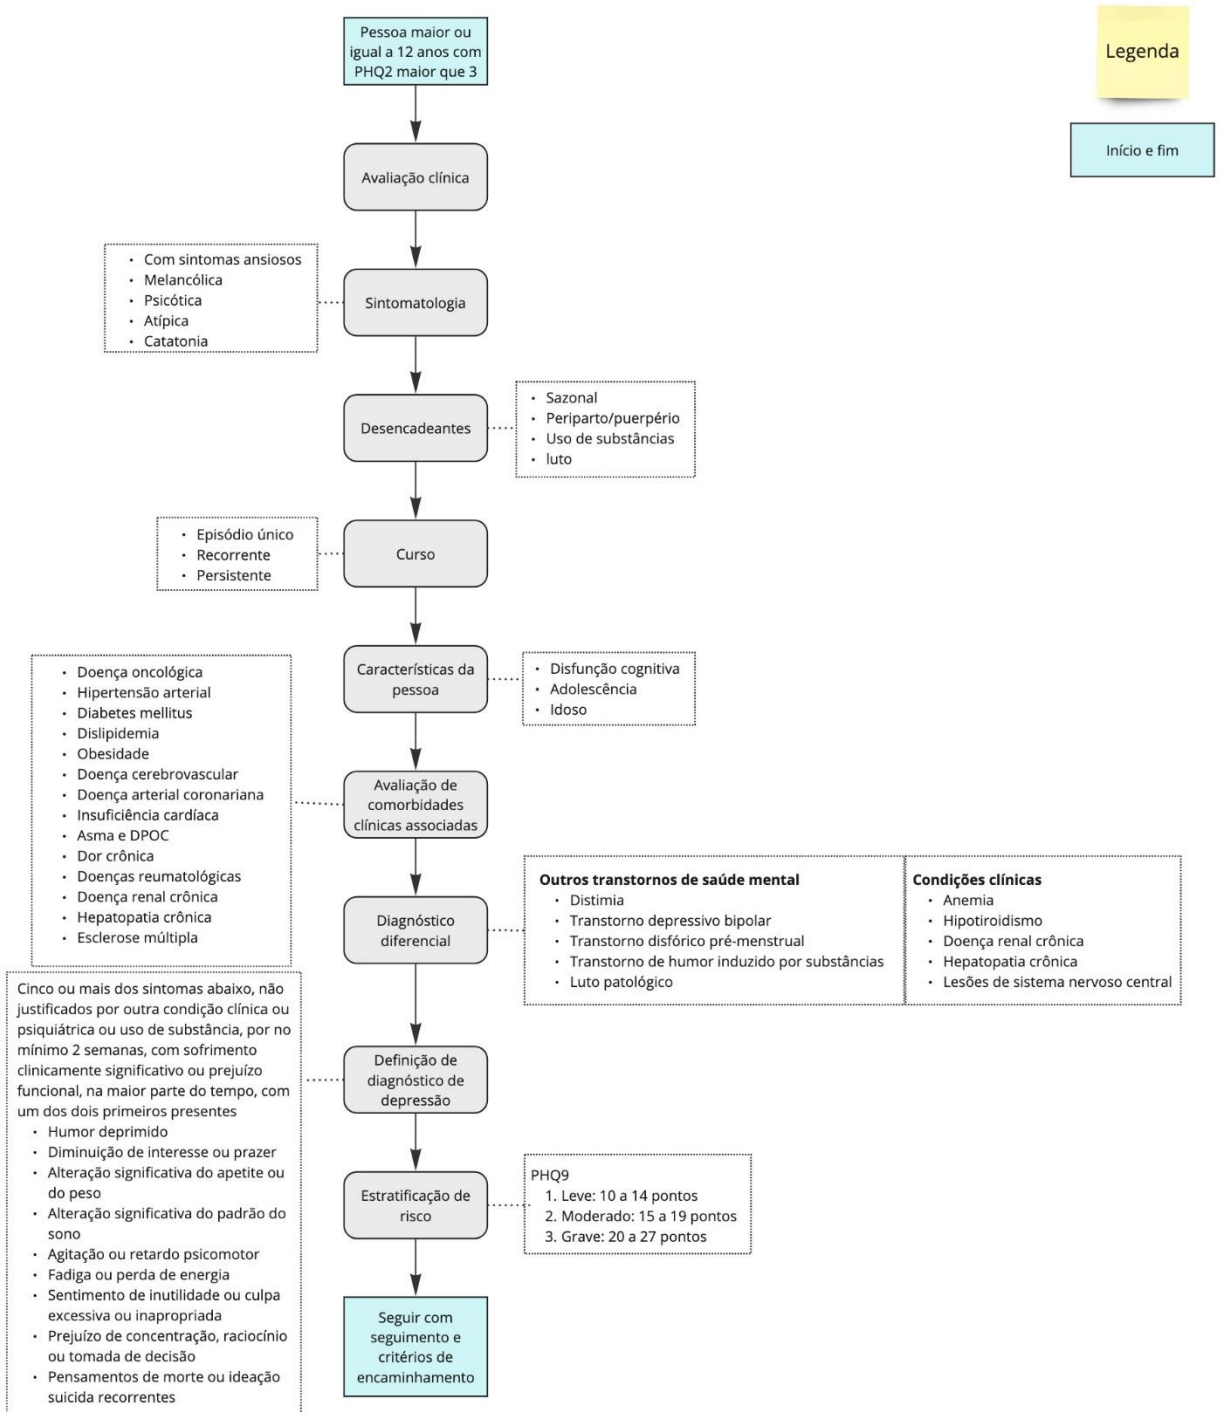 Pessoa maior ou
igual a 12 anos com
PHQ2 maior que 3
Legenda
Início e fim
Avaliação clínica
• Com sintomas ansiosos
• Melancólica
• Psicótica
• Atípica
• Catatonia
Sintomatologia
Desencadeantes
• Sazonal
• Periparto/puerpério
• Uso de substâncias
• luto
• Episódio único
• Recorrente
• Persistente
Curso
Características da
pessoa
• Disfunção cognitiva
• Adolescência
• Idoso
• Doença oncológica
• Hipertensão arterial
• Diabetes mellitus
• Dislipidemia
• Obesidade
• Doença cerebrovascular
• Doença arterial coronariana
• Insuficiência cardíaca
• Asma e DPOC
• Dor crônica
• Doenças reumatológicas
• Doença renal crônica
• Hepatopatia crônica
• Esclerose múltipla
Avaliação de
comorbidades
clínicas associadas
Diagnóstico
diferencial
Outros transtornos de saúde mental
• Distimia
• Transtorno depressivo bipolar
• Transtorno disfórico pré-menstrual
• Transtorno de humor induzido por substâncias
• Luto patológico
Condições clínicas
• Anemia
• Hipotiroidismo
• Doença renal crônica
• Hepatopatia crônica
• Lesões de sistema nervoso central
Cinco ou mais dos sintomas abaixo, não
justificados por outra condição clínica ou
psiquiátrica ou uso de substância, por no
mínimo 2 semanas, com sofrimento
clinicamente significativo ou prejuízo
funcional, na maior parte do tempo, com
um dos dois primeiros presentes
• Humor deprimido
• Diminuição de interesse ou prazer
• Alteração significativa do apetite ou
do peso
• Alteração significativa do padrão do
sono
• Agitação ou retardo psicomotor
• Fadiga ou perda de energia
• Sentimento de inutilidade ou culpa
excessiva ou inapropriada
• Prejuízo de concentração, raciocínio
ou tomada de decisão
• Pensamentos de morte ou ideação
suicida recorrentes
Definição de
diagnóstico de
depressão
Estratificação de
risco
PHQ9
1. Leve: 10 a 14 pontos
2. Moderado: 15 a 19 pontos
3. Grave: 20 a 27 pontos
Seguir com
seguimento e
critérios de
encaminhamento